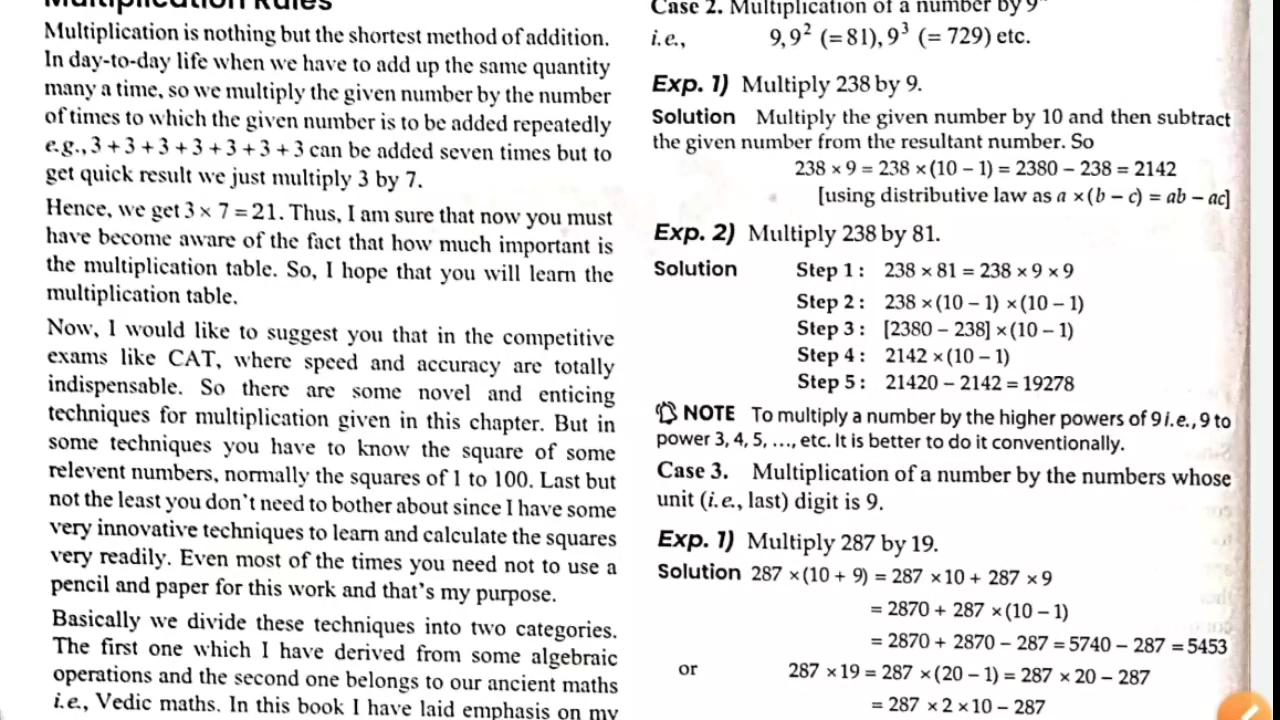 Multiplication Rules
Multiplication is nothing but the shortest method of addition.
In day-to-day life when we have to add up the same quantity
many a time, so we multiply the given number by the number
of times to which the given number is to be added repeatedly
e.g., 3 + 3 + 3 + 3 + 3 + 3 + 3 can be added seven times but to
get quick result we just multiply 3 by 7.
Hence, we get 3 × 7 = 21. Thus, I am sure that now you must
have become aware of the fact that how much important is
the multiplication table. So, I hope that you will learn the
multiplication table.
Now, I would like to suggest you that in the competitive
exams like CAT, where speed and accuracy are totally
indispensable. So there are some novel and enticing
techniques for multiplication given in this chapter. But in
some techniques you have to know the square of some
relevent numbers, normally the squares of 1 to 100. Last but
not the least you don't need to bother about since I have some
very innovative techniques to learn and calculate the squares
very readily. Even most of the times you need not to use a
pencil and paper for this work and that's my purpose.
Basically we divide these techniques into two categories.
The first one which I have derived from some algebraic
operations and the second one belongs to our ancient maths
i.e., Vedic maths. In this book I have laid emphasis on my
Case 2. Multiplication of a number by 9
i.e., 9, 9² (= 81), 9³ (= 729) etc.
Exp. 1) Multiply 238 by 9.
Solution Multiply the given number by 10 and then subtract
the given number from the resultant number. So
238 × 9 = 238 × (10 – 1) = 2380 – 238 = 2142
[using distributive law as a × (b – c) = ab – ac]
Exp. 2) Multiply 238 by 81.
Solution Step 1 : 238 × 81 = 238 × 9 × 9
Step 2 : 238 × (10 – 1) × (10 – 1)
Step 3 : [2380 – 238] × (10 – 1)
Step 4 : 2142 × (10 – 1)
Step 5 : 21420 – 2142 = 19278
NOTE To multiply a number by the higher powers of 9 i.e., 9 to
power 3, 4, 5, ..., etc. It is better to do it conventionally.
Case 3. Multiplication of a number by the numbers whose
unit (i.e., last) digit is 9.
Exp. 1) Multiply 287 by 19.
Solution 287 × (10 + 9) = 287 × 10 + 287 × 9
= 2870 + 287 × (10 – 1)
= 2870 + 2870 – 287 = 5740 – 287 = 5453
or 287 × 19 = 287 × (20 – 1) = 287 × 20 – 287
= 287 × 2 × 10 – 287